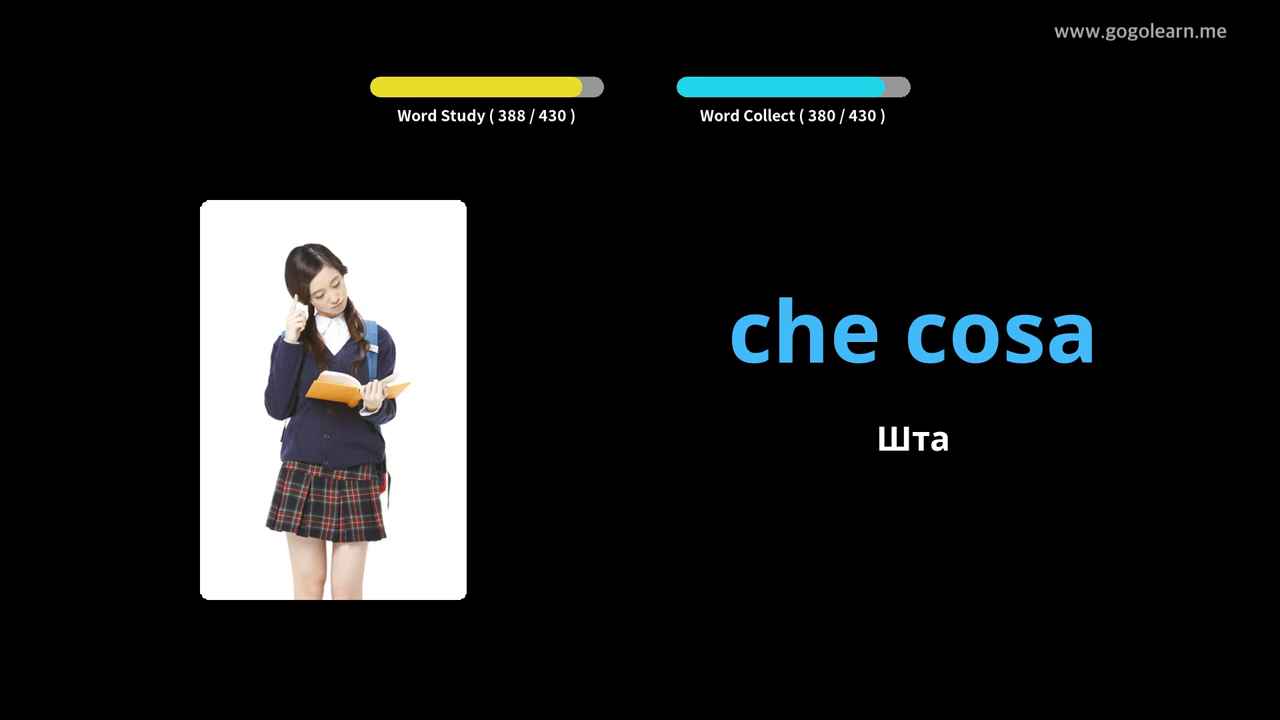 www.gogolearn.me
Word Study ( 388 / 430 )
Word Collect ( 380 / 430 )
che cosa
Шта